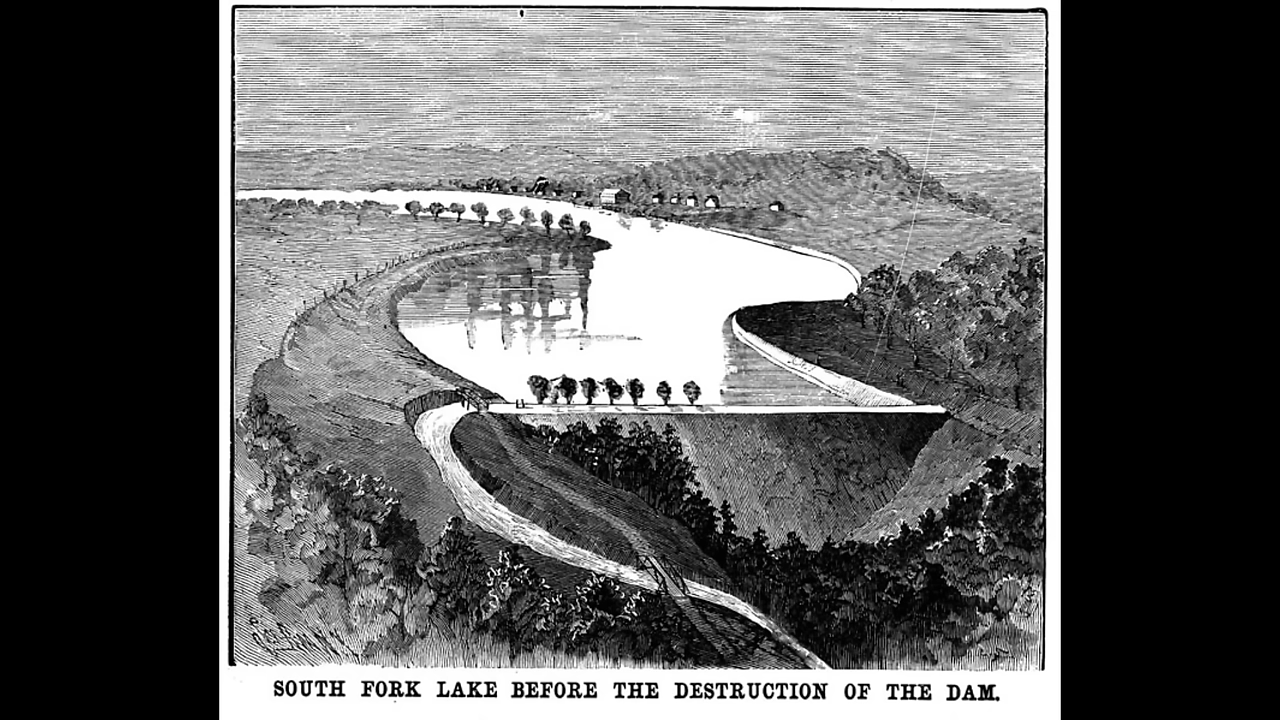 SOUTH FORK LAKE BEFORE THE DESTRUCTION OF THE DAM.